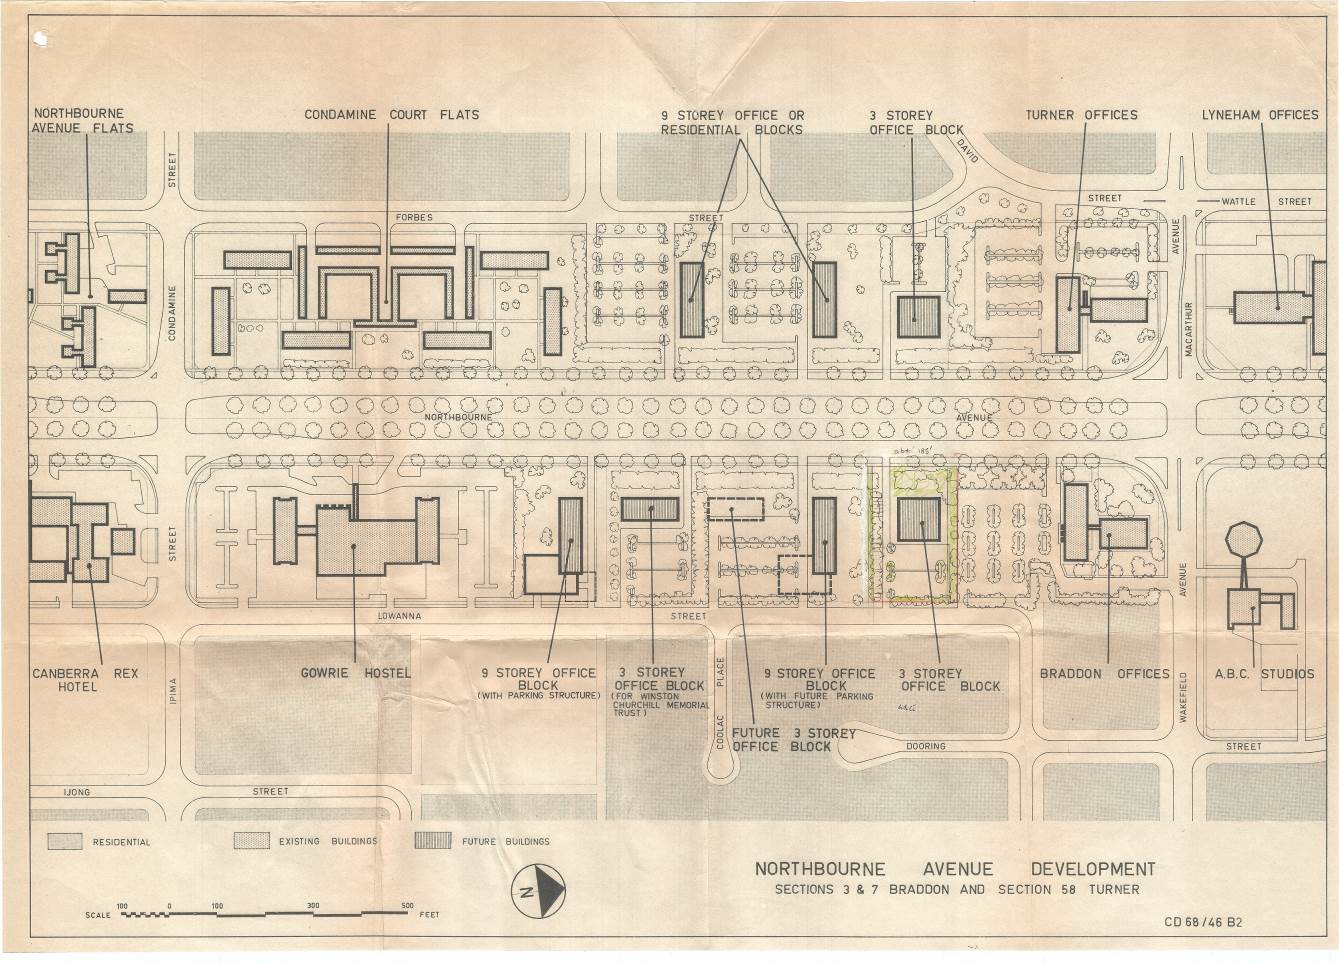 NORTHBOURNE
AVENUE FLATS
CONDAMINE COURT FLATS
9 STOREY OFFICE OR
RESIDENTIAL BLOCKS
3 STOREY
OFFICE BLOCK
TURNER OFFICES
LYNEHAM OFFICES
STREET
DAVID
STREET
WATTLE STREET
FORBES
STREET
AVENUE
CONDAMINE
MACARTHUR
NORTHBOURNE
AVENUE
STREET
AVENUE
LOWANNA
STREET
CANBERRA REX
HOTEL
GOWRIE HOSTEL
9 STOREY OFFICE
BLOCK
(WITH PARKING STRUCTURE)
3 STOREY
OFFICE BLOCK
(FOR WINSTON
CHURCHILL MEMORIAL
TRUST)
9 STOREY OFFICE
BLOCK
(WITH FUTURE PARKING
STRUCTURE)
3 STOREY
OFFICE BLOCK
BRADDON OFFICES
A.B.C. STUDIOS
IPIMA
COOLAC PLACE
WAKEFIELD
FUTURE 3 STOREY
OFFICE BLOCK
DOORING
STREET
IJONG
STREET
RESIDENTIAL
EXISTING BUILDINGS
FUTURE BUILDINGS
NORTHBOURNE AVENUE DEVELOPMENT
SECTIONS 3 & 7 BRADDON AND SECTION 58 TURNER
N
SCALE 100 0 100 300 500 FEET
CD 68/46 B2